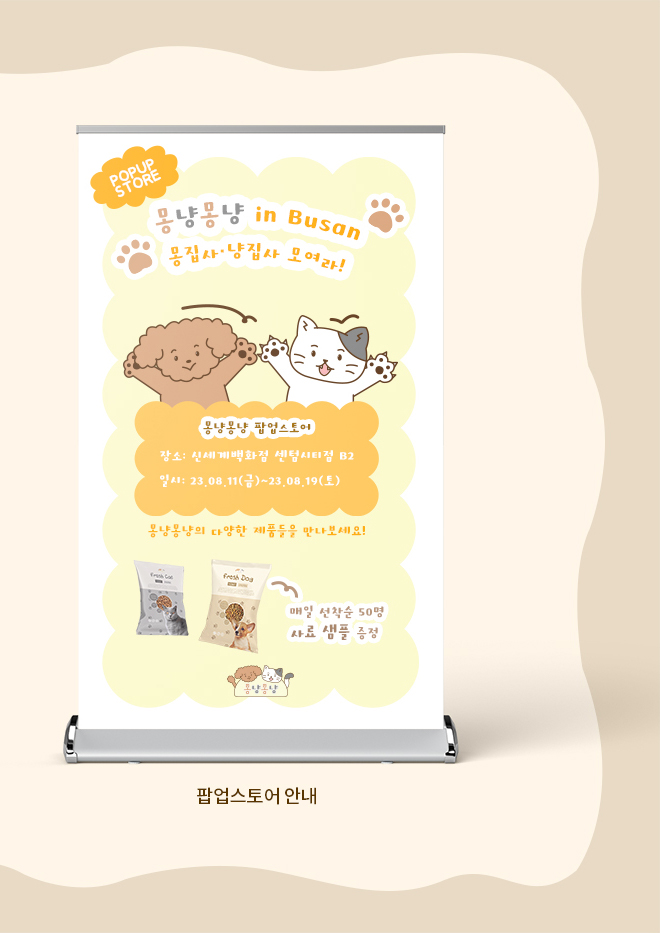 POPUP
STORE
몽냥몽냥 in Busan
몽집사·냥집사 모여라!
몽냥몽냥 팝업스토어
장소: 신세계백화점 센텀시티점 B2
일시: 23.08.11(금)~23.08.19(토)
몽냥몽냥의 다양한 제품들을 만나보세요!
Fresh Cat
Fresh Dog
매일 선착순 50명
사료 샘플 증정
몽냥몽냥
팝업스토어 안내